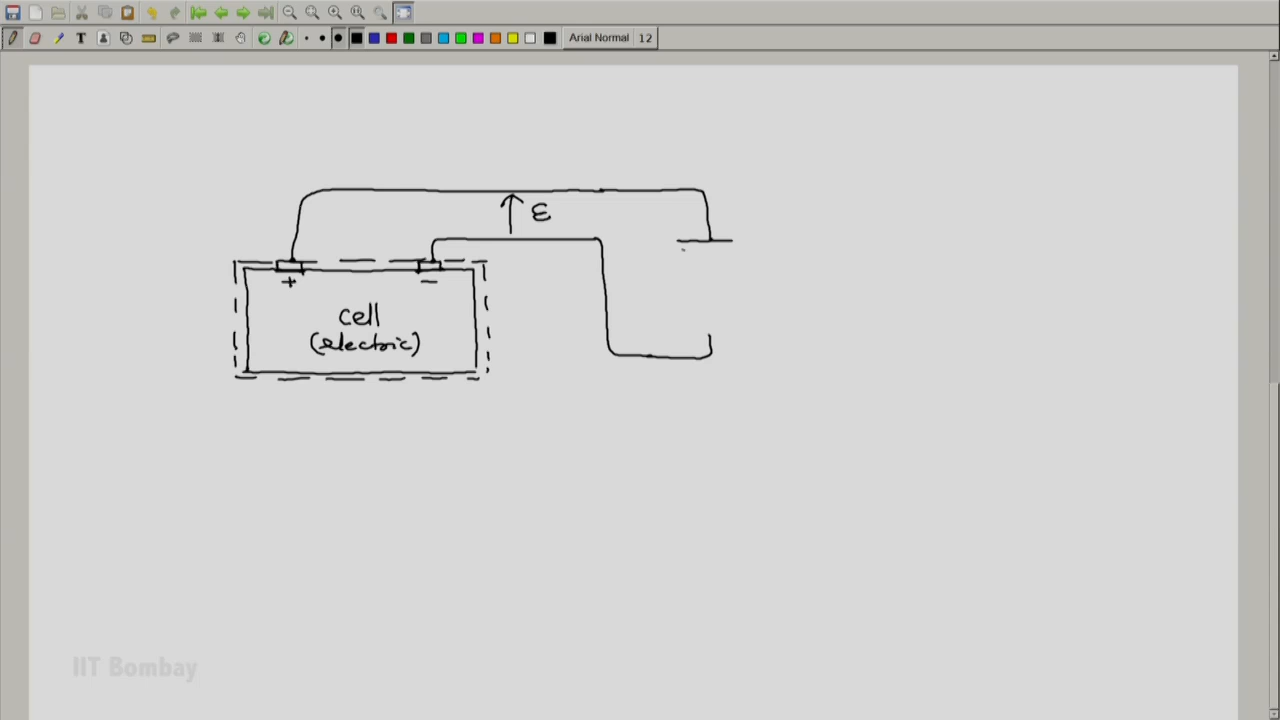 Arial Normal 12
ε
+ −
cell
(electric)
IIT Bombay